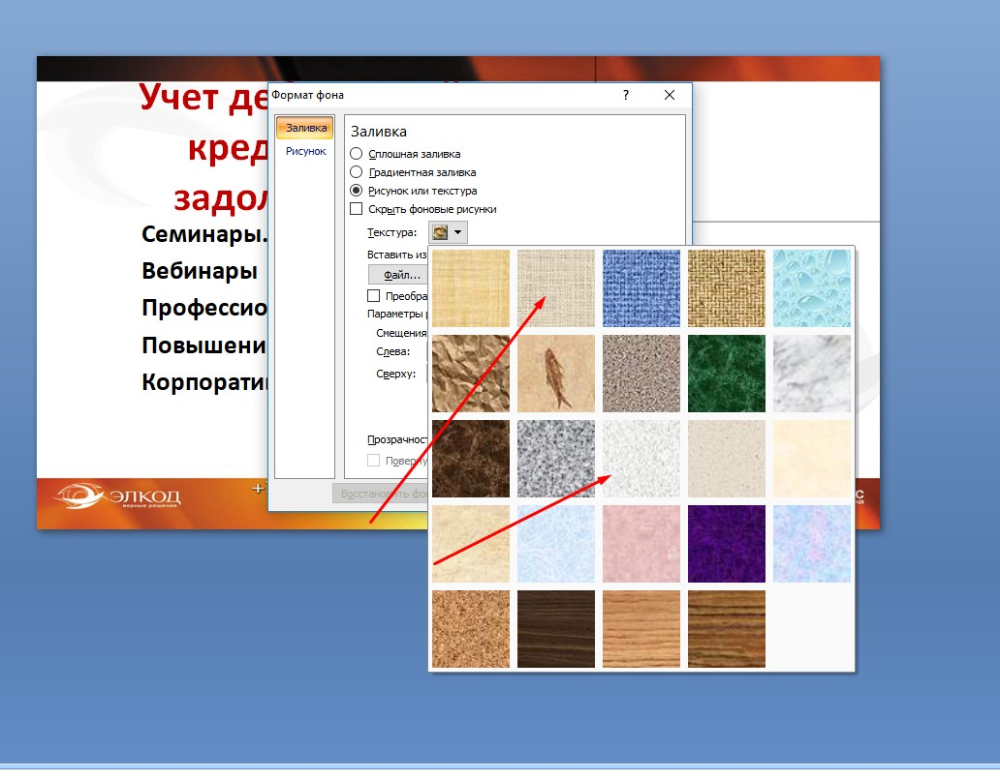 Учет де
кред
задол
Семинары.
Вебинары
Профессио
Повышени
Корпорати
ЭЛКОД
верные решения
+
Формат фона
?
Заливка
Рисунок
Заливка
Сплошная заливка
Градиентная заливка
Рисунок или текстура
Скрыть фоновые рисунки
Текстура:
Вставить из
Файл...
Преобра
Параметры
Смещения
Слева:
Сверху:
Прозрачност
Поверну
Восстановить фо